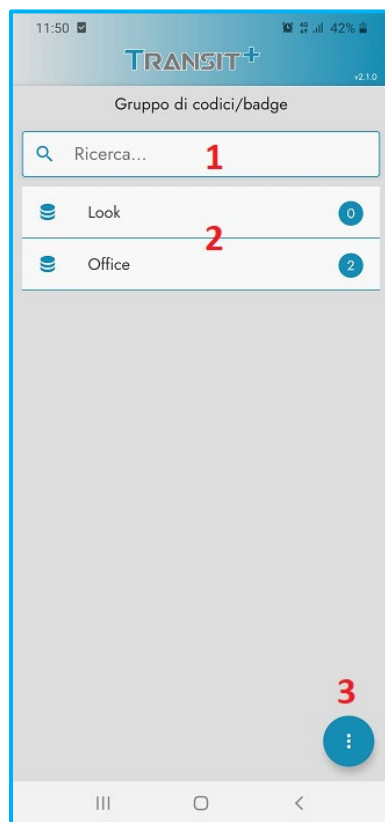 11:50 42%
TRANSIT+
v2.1.0
Gruppo di codici/badge
Ricerca... 1
Look 0
2
Office 2
3